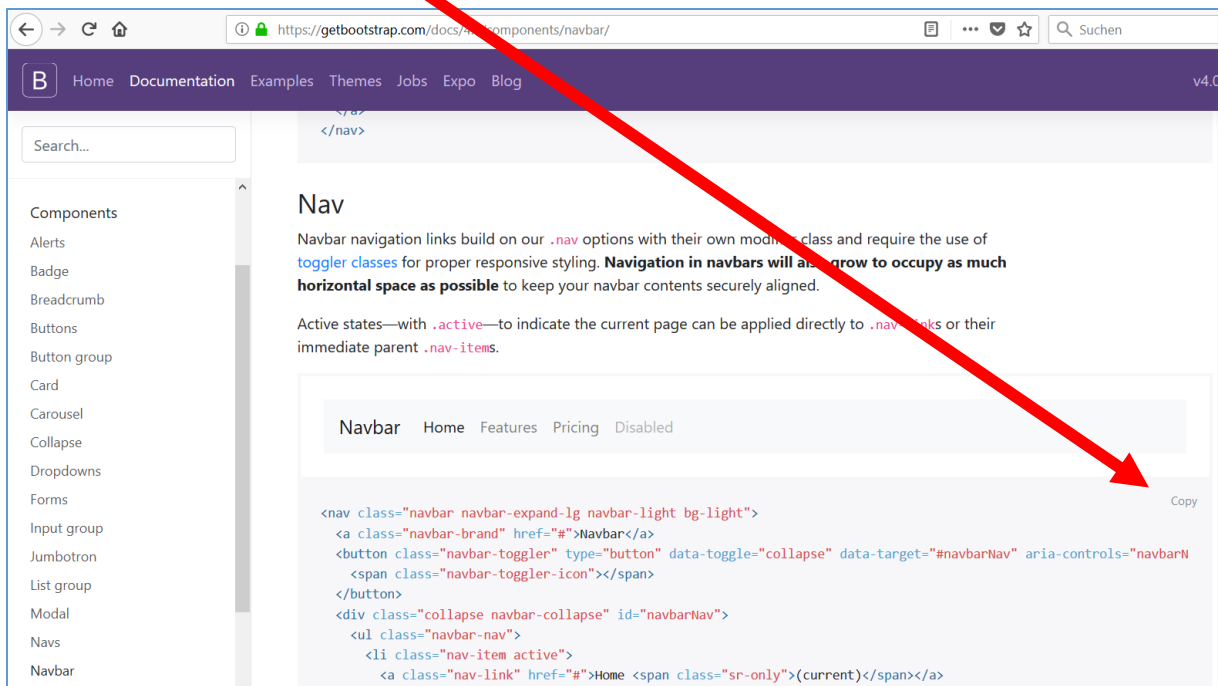 https://getbootstrap.com/docs/4. /components/navbar/
Suchen
B Home Documentation Examples Themes Jobs Expo Blog v4.0
Search...
Components
Alerts
Badge
Breadcrumb
Buttons
Button group
Card
Carousel
Collapse
Dropdowns
Forms
Input group
Jumbotron
List group
Modal
Navs
Navbar
</a>
</nav>
Nav
Navbar navigation links build on our .nav options with their own modifier class and require the use of
toggler classes for proper responsive styling. Navigation in navbars will also grow to occupy as much
horizontal space as possible to keep your navbar contents securely aligned.
Active states—with .active—to indicate the current page can be applied directly to .nav-links or their
immediate parent .nav-items.
Navbar Home Features Pricing Disabled
Copy
<nav class="navbar navbar-expand-lg navbar-light bg-light">
<a class="navbar-brand" href="#">Navbar</a>
<button class="navbar-toggler" type="button" data-toggle="collapse" data-target="#navbarNav" aria-controls="navbarN
<span class="navbar-toggler-icon"></span>
</button>
<div class="collapse navbar-collapse" id="navbarNav">
<ul class="navbar-nav">
<li class="nav-item active">
<a class="nav-link" href="#">Home <span class="sr-only">(current)</span></a>